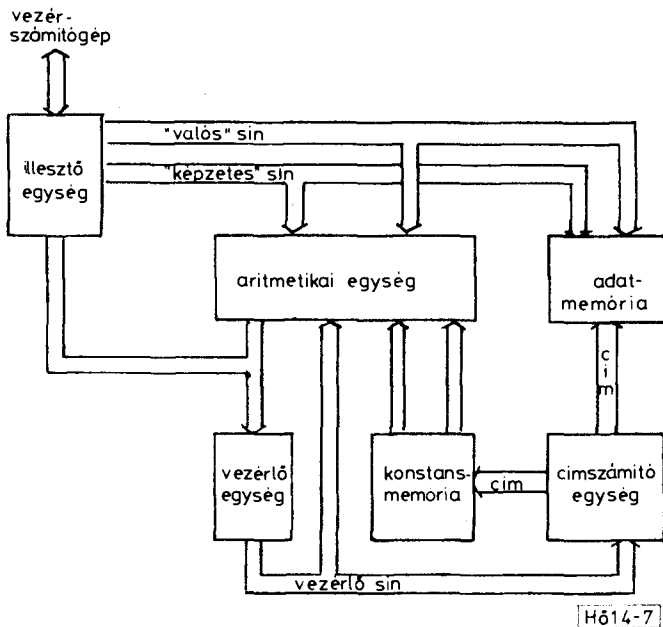 vezér-
számitógép
"valós" sin
illesztő
egység
"képzetes" sin
aritmetikai egység
adat-
memória
cim
vezérlő
egység
konstans-
memória
cim
cimszámitó
egység
vezérlő sin
Hő14-7